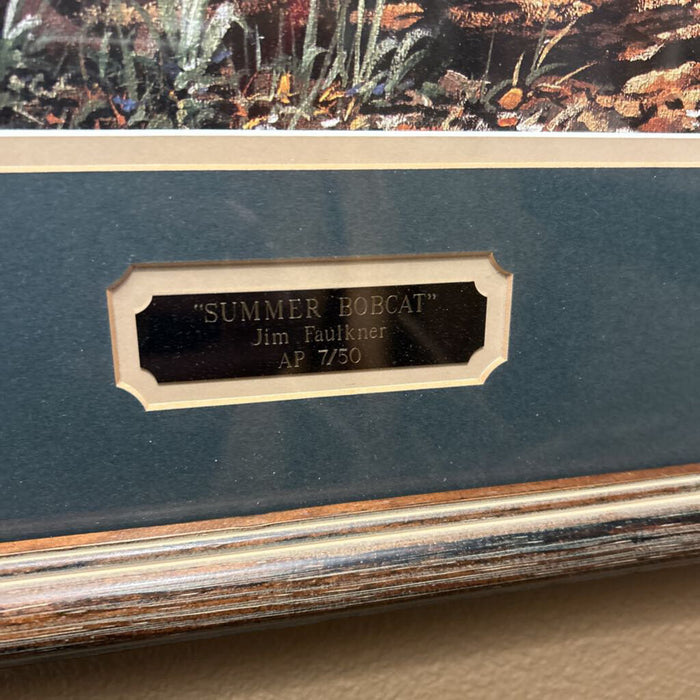 "SUMMER BOBCAT"
Jim Faulkner
AP 7/50